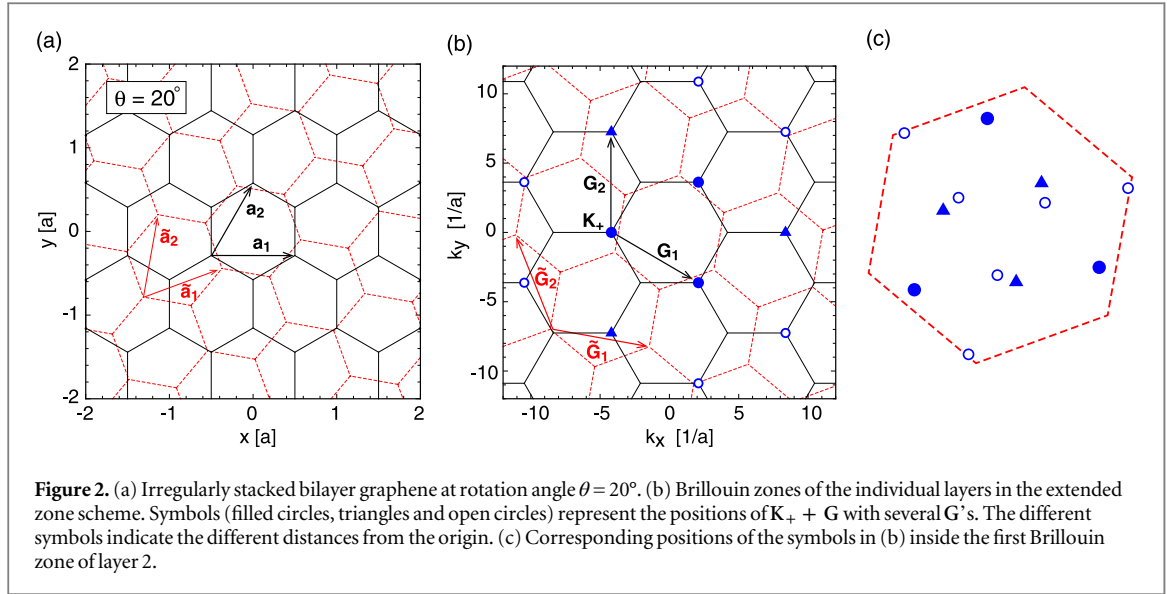 (a)
(b)
(c)
θ = 20°
2
1
0
-1
-2
y [a]
-2
-1
0
1
2
x [a]
a₂
a₁
ã₂
ã₁
10
5
0
-5
-10
k_y [1/a]
-10
-5
0
5
10
k_x [1/a]
G₂
K₊
G₁
G̃₂
G̃₁
Figure 2. (a) Irregularly stacked bilayer graphene at rotation angle θ = 20°. (b) Brillouin zones of the individual layers in the extended
zone scheme. Symbols (filled circles, triangles and open circles) represent the positions of K₊ + G with several G's. The different
symbols indicate the different distances from the origin. (c) Corresponding positions of the symbols in (b) inside the first Brillouin
zone of layer 2.